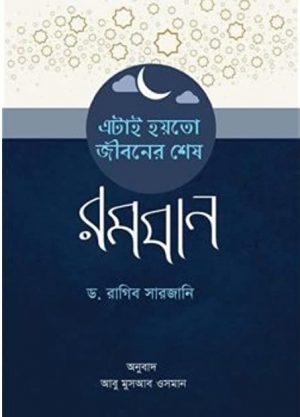 এটাই হয়তো
জীবনের শেষ
রমযান
ড. রাগিব সারজানি
অনুবাদ
আবু মুসআব ওসমান